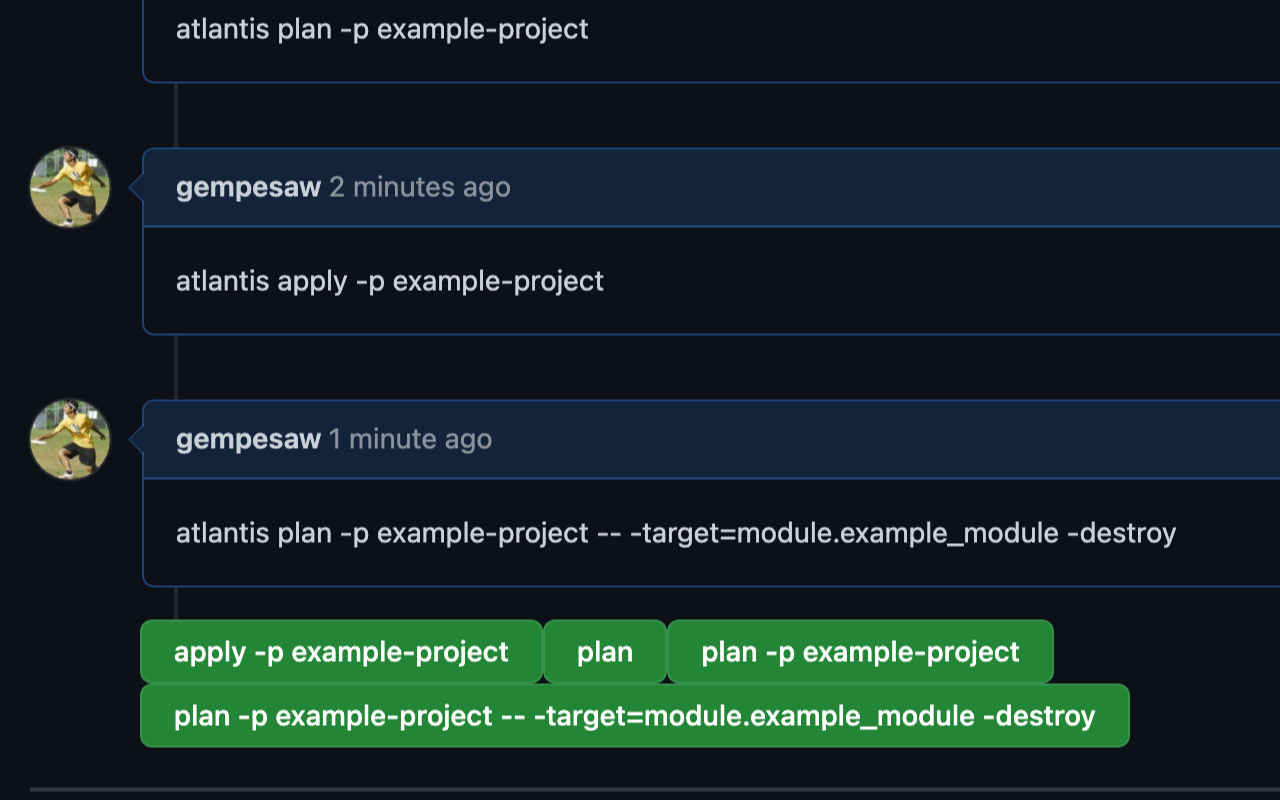 atlantis plan -p example-project
gempesaw 2 minutes ago
atlantis apply -p example-project
gempesaw 1 minute ago
atlantis plan -p example-project -- -target=module.example_module -destroy
apply -p example-project plan plan -p example-project
plan -p example-project -- -target=module.example_module -destroy